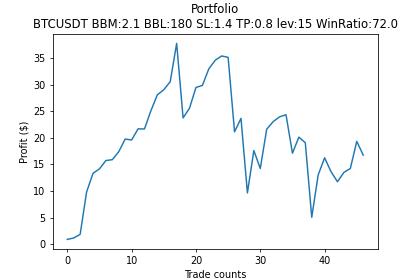 Portfolio
BTCUSDT BBM:2.1 BBL:180 SL:1.4 TP:0.8 lev:15 WinRatio:72.0
Profit ($)
35
30
25
20
15
10
5
0
0 10 20 30 40
Trade counts